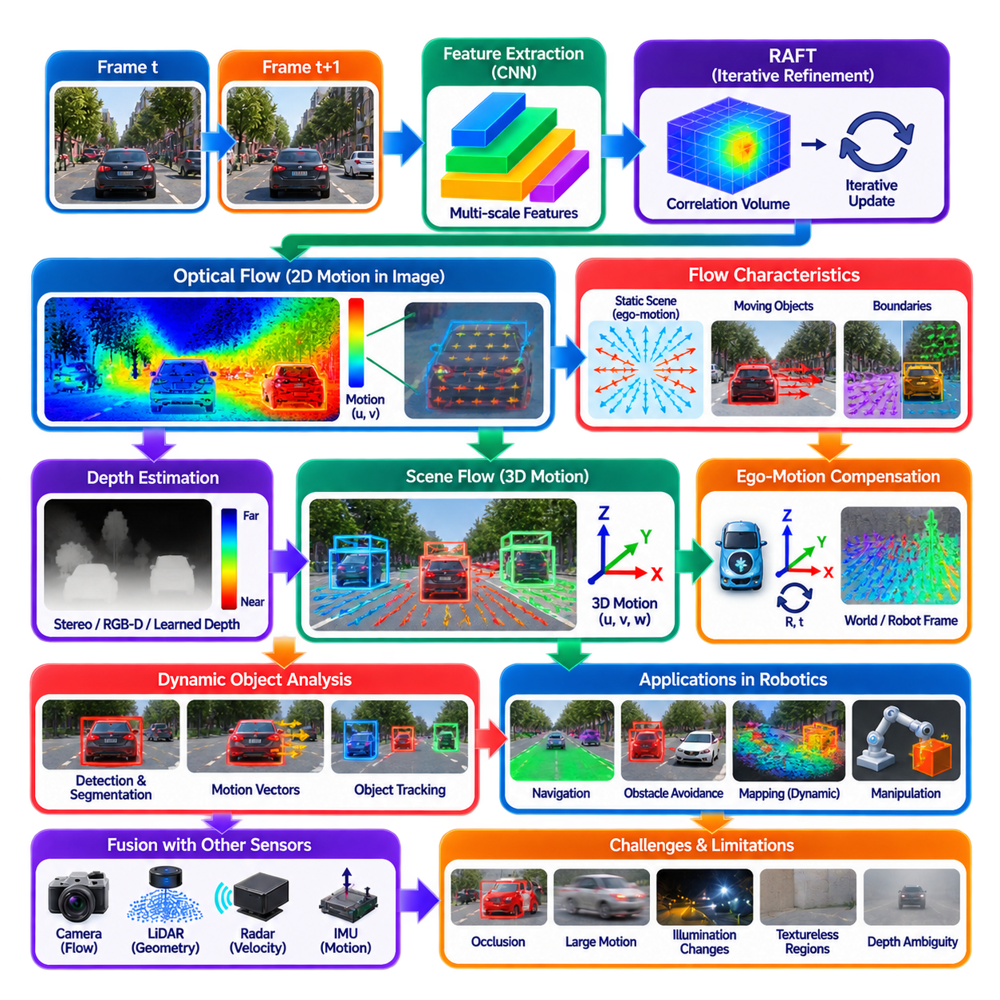 Frame t
Frame t+1
Feature Extraction
(CNN)
Multi-scale Features
RAFT
(Iterative Refinement)
Correlation Volume
Iterative
Update
Optical Flow (2D Motion in Image)
Motion
(u, v)
Flow Characteristics
Static Scene
(ego-motion)
Moving Objects
Boundaries
Depth Estimation
Far
Near
Stereo / RGB-D / Learned Depth
Scene Flow (3D Motion)
Z
Y
X
3D Motion
(u, v, w)
Ego-Motion Compensation
Z
Y
X
R, t
World / Robot Frame
Dynamic Object Analysis
Detection &
Segmentation
Motion Vectors
Object Tracking
Applications in Robotics
Navigation
Obstacle Avoidance
Mapping (Dynamic)
Manipulation
Fusion with Other Sensors
Camera
(Flow)
LiDAR
(Geometry)
Radar
(Velocity)
IMU
(Motion)
Challenges & Limitations
Occlusion
Large Motion
Illumination
Changes
Textureless
Regions
Depth Ambiguity